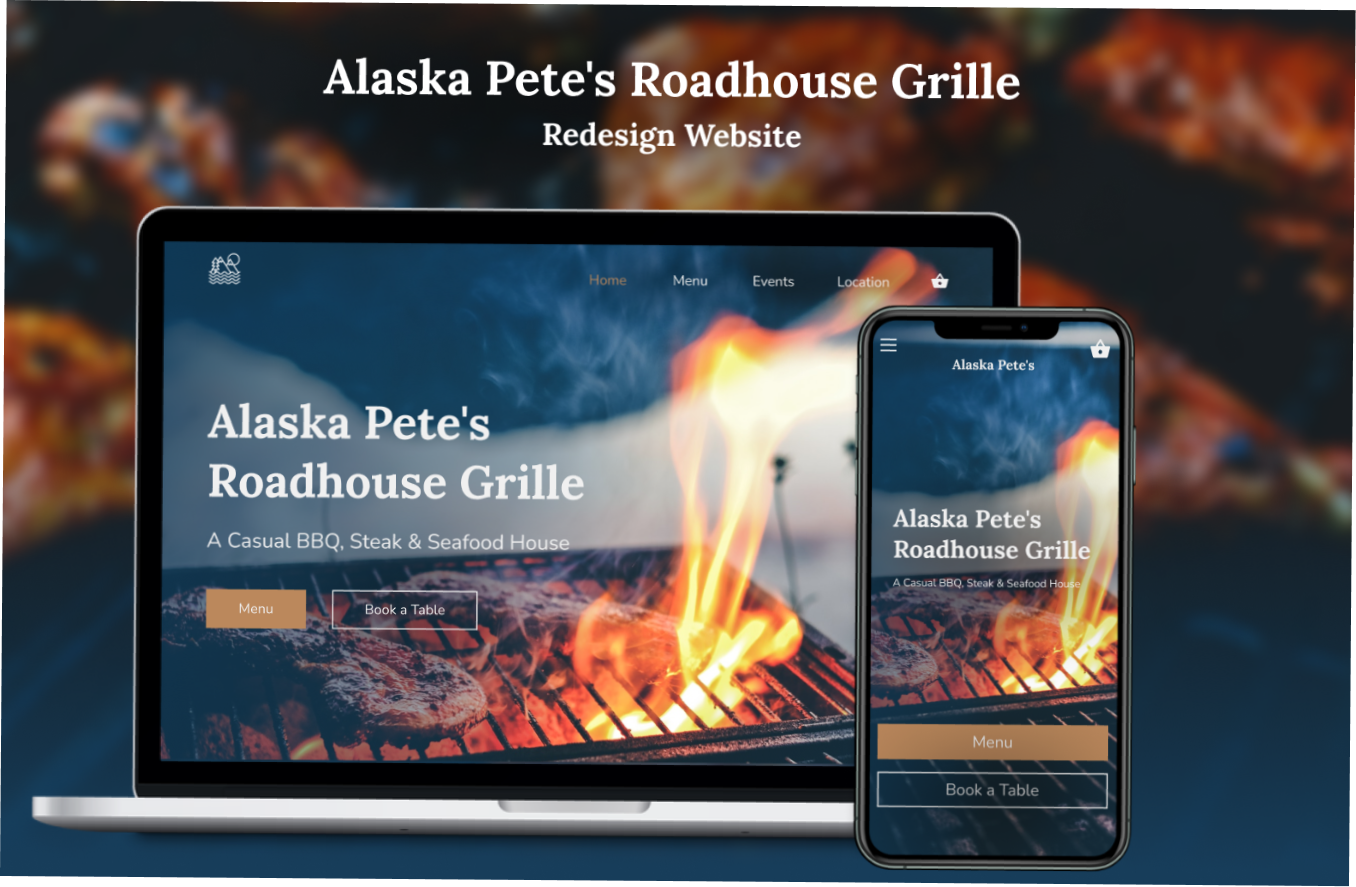 Alaska Pete's Roadhouse Grille
Redesign Website
Home Menu Events Location
Alaska Pete's
Roadhouse Grille
A Casual BBQ, Steak & Seafood House
Menu Book a Table
Alaska Pete's
Alaska Pete's
Roadhouse Grille
A Casual BBQ, Steak & Seafood House
Menu
Book a Table